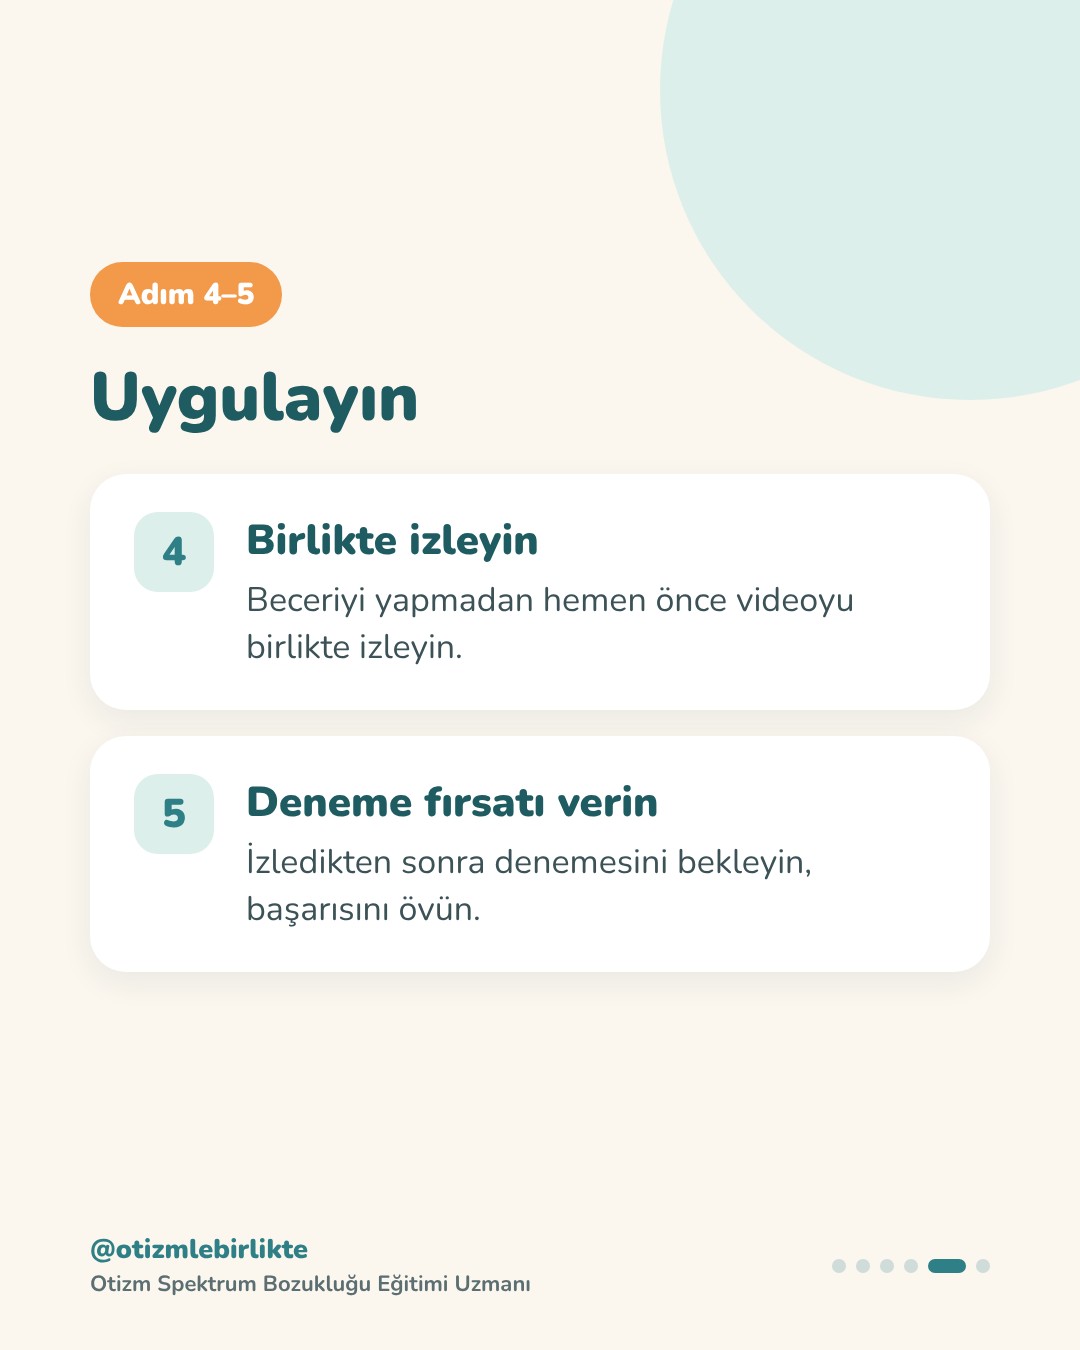 Adım 4–5
Uygulayın
4
Birlikte izleyin
Beceriyi yapmadan hemen önce videoyu
birlikte izleyin.
5
Deneme fırsatı verin
İzledikten sonra denemesini bekleyin,
başarısını övün.
@otizmlebirlikte
Otizm Spektrum Bozukluğu Eğitimi Uzmanı